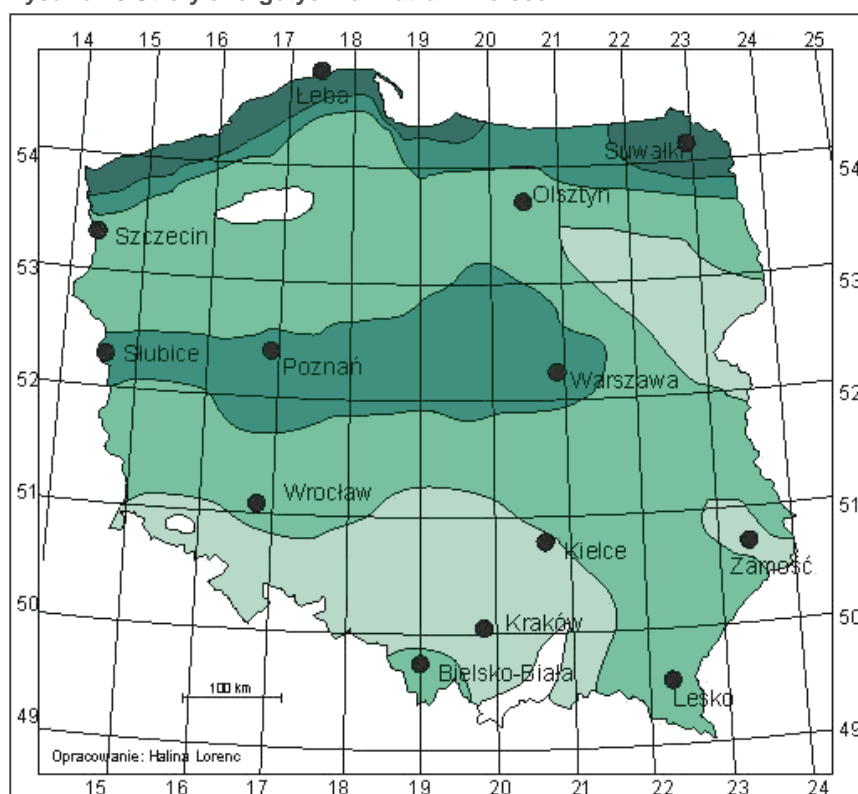 14 15 16 17 18 19 20 21 22 23 24 25
Łeba
54 Suwałki 54
Olsztyn
Szczecin
53 53
Słubice Poznań Warszawa
52 52
51 Wrocław 51
Kielce Zamość
50 Kraków 50
Bielsko-Biała
100 km Lesko
49 49
Opracowanie: Halina Lorenc
15 16 17 18 19 20 21 22 23 24